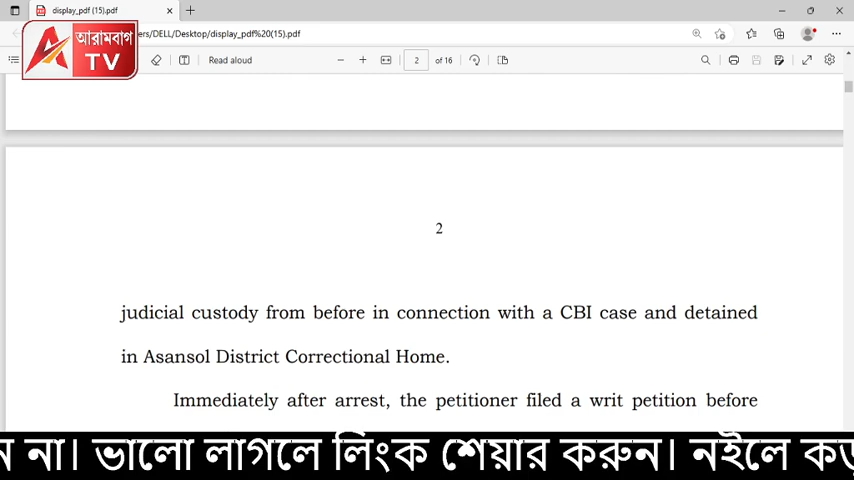 display_pdf (15).pdf
ers/DELL/Desktop/display_pdf%20(15).pdf
আরামবাগ
TV
Read aloud
2
of 16
2
judicial custody from before in connection with a CBI case and detained
in Asansol District Correctional Home.
Immediately after arrest, the petitioner filed a writ petition before
ন না। ভালো লাগলে লিংক শেয়ার করুন। নইলে